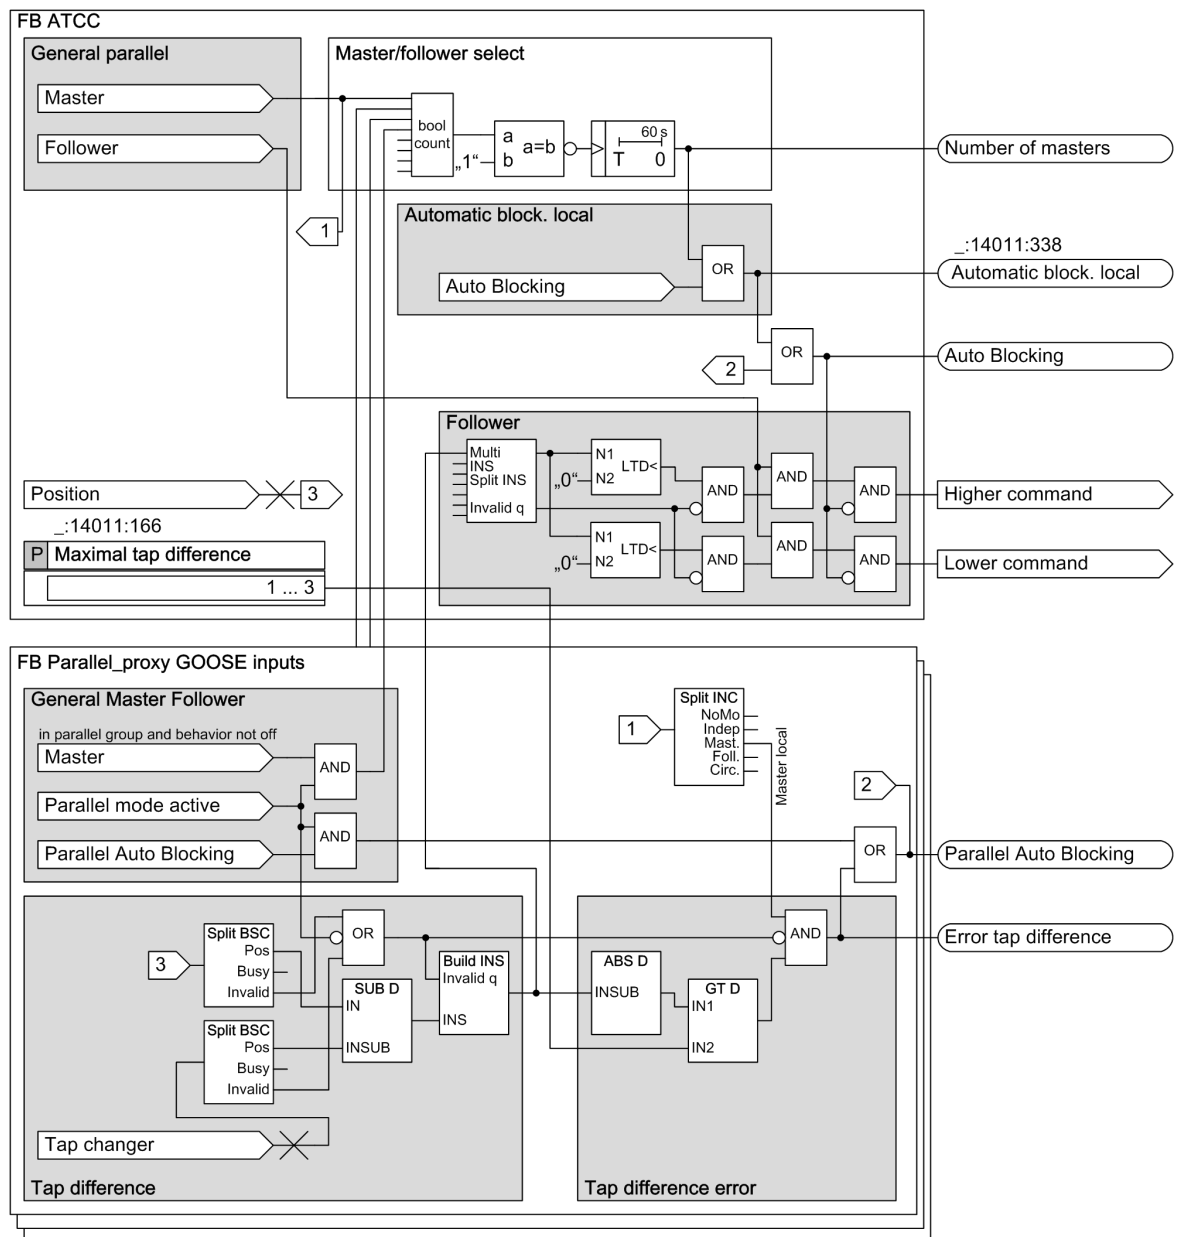 FB ATCC
General parallel
Master
Follower
Master/follower select
bool
count
„1“
a
b
a=b
60 s
T 0
Number of masters
1
Automatic block. local
Auto Blocking
OR
_:14011:338
Automatic block. local
OR
2
Auto Blocking
Follower
Multi
INS
Split INS
Invalid q
N1
N2
LTD<
„0“
AND
AND
AND
Higher command
N1
N2
LTD<
„0“
AND
AND
AND
Lower command
Position
3
_:14011:166
P Maximal tap difference
1 ... 3
FB Parallel_proxy GOOSE inputs
General Master Follower
in parallel group and behavior not off
Master
AND
Parallel mode active
Parallel Auto Blocking
AND
1
Split INC
NoMo
Indep
Mast.
Foll.
Circ.
Master local
2
OR
Parallel Auto Blocking
3
Split BSC
Pos
Busy
Invalid
OR
Split BSC
Pos
Busy
Invalid
SUB D
IN
INSUB
Build INS
Invalid q
INS
Tap changer
Tap difference
ABS D
INSUB
GT D
IN1
IN2
AND
Error tap difference
Tap difference error